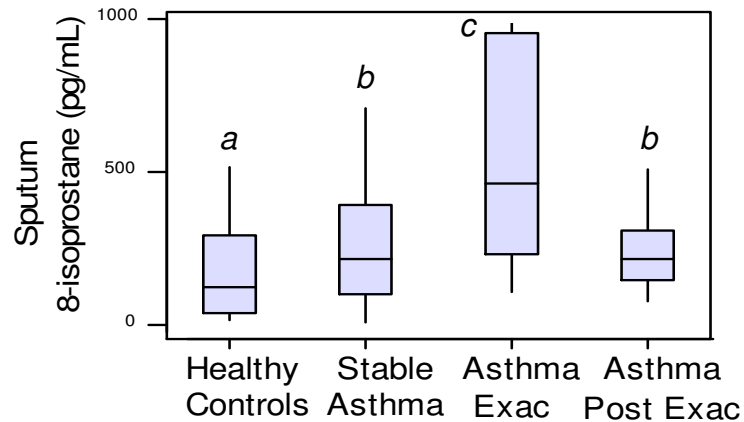 Sputum
8-isoprostane (pg/mL)
1000
500
0
a
b
c
b
Healthy
Controls
Stable
Asthma
Asthma
Exac
Asthma
Post Exac